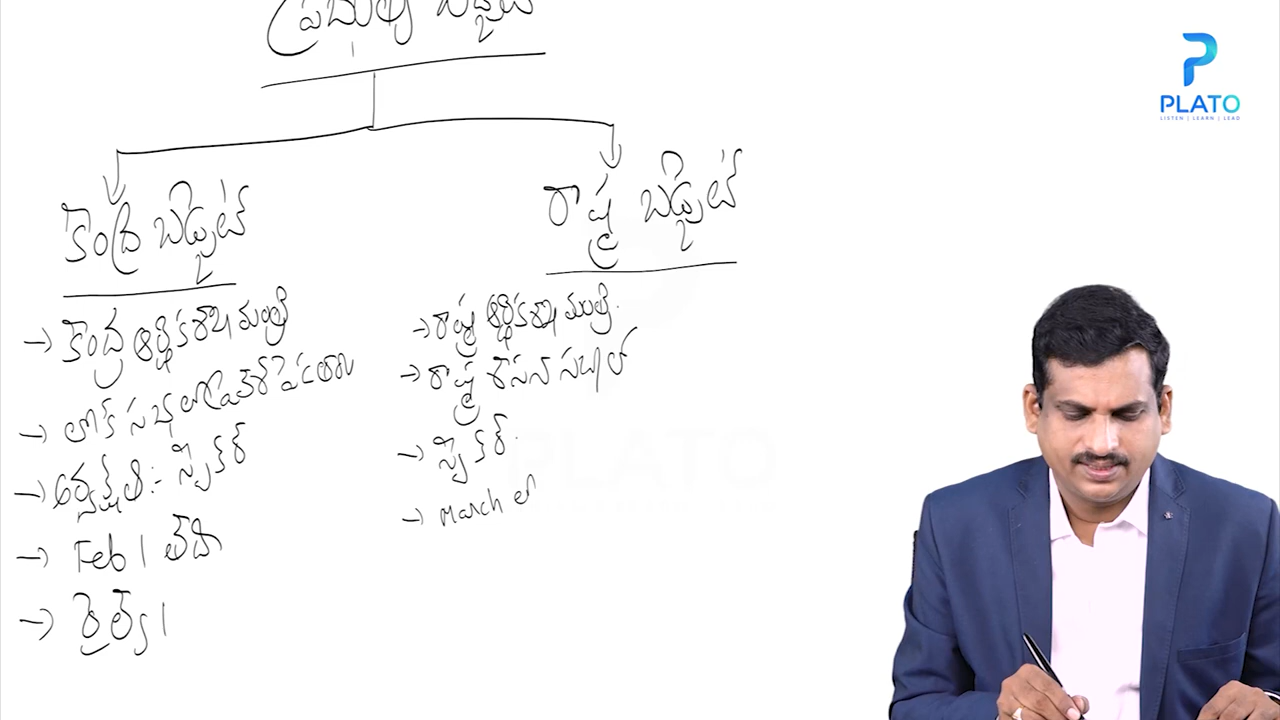 ప్రభుత్వ బడ్జెట్
కేంద్ర బడ్జెట్
→ కేంద్ర ఆర్థికశాఖ మంత్రి
→ లోక్ సభలో ప్రవేశపెడతారు
→ అధ్యక్షత :- స్పీకర్
→ Feb 1 తేది
→ రైల్వే
రాష్ట్ర బడ్జెట్
→ రాష్ట్ర ఆర్థికశాఖ మంత్రి.
→ రాష్ట్ర శాసన సభలో
→ స్పీకర్.
→ March లో
PLATO
LISTEN | LEARN | LEAD
PLATO